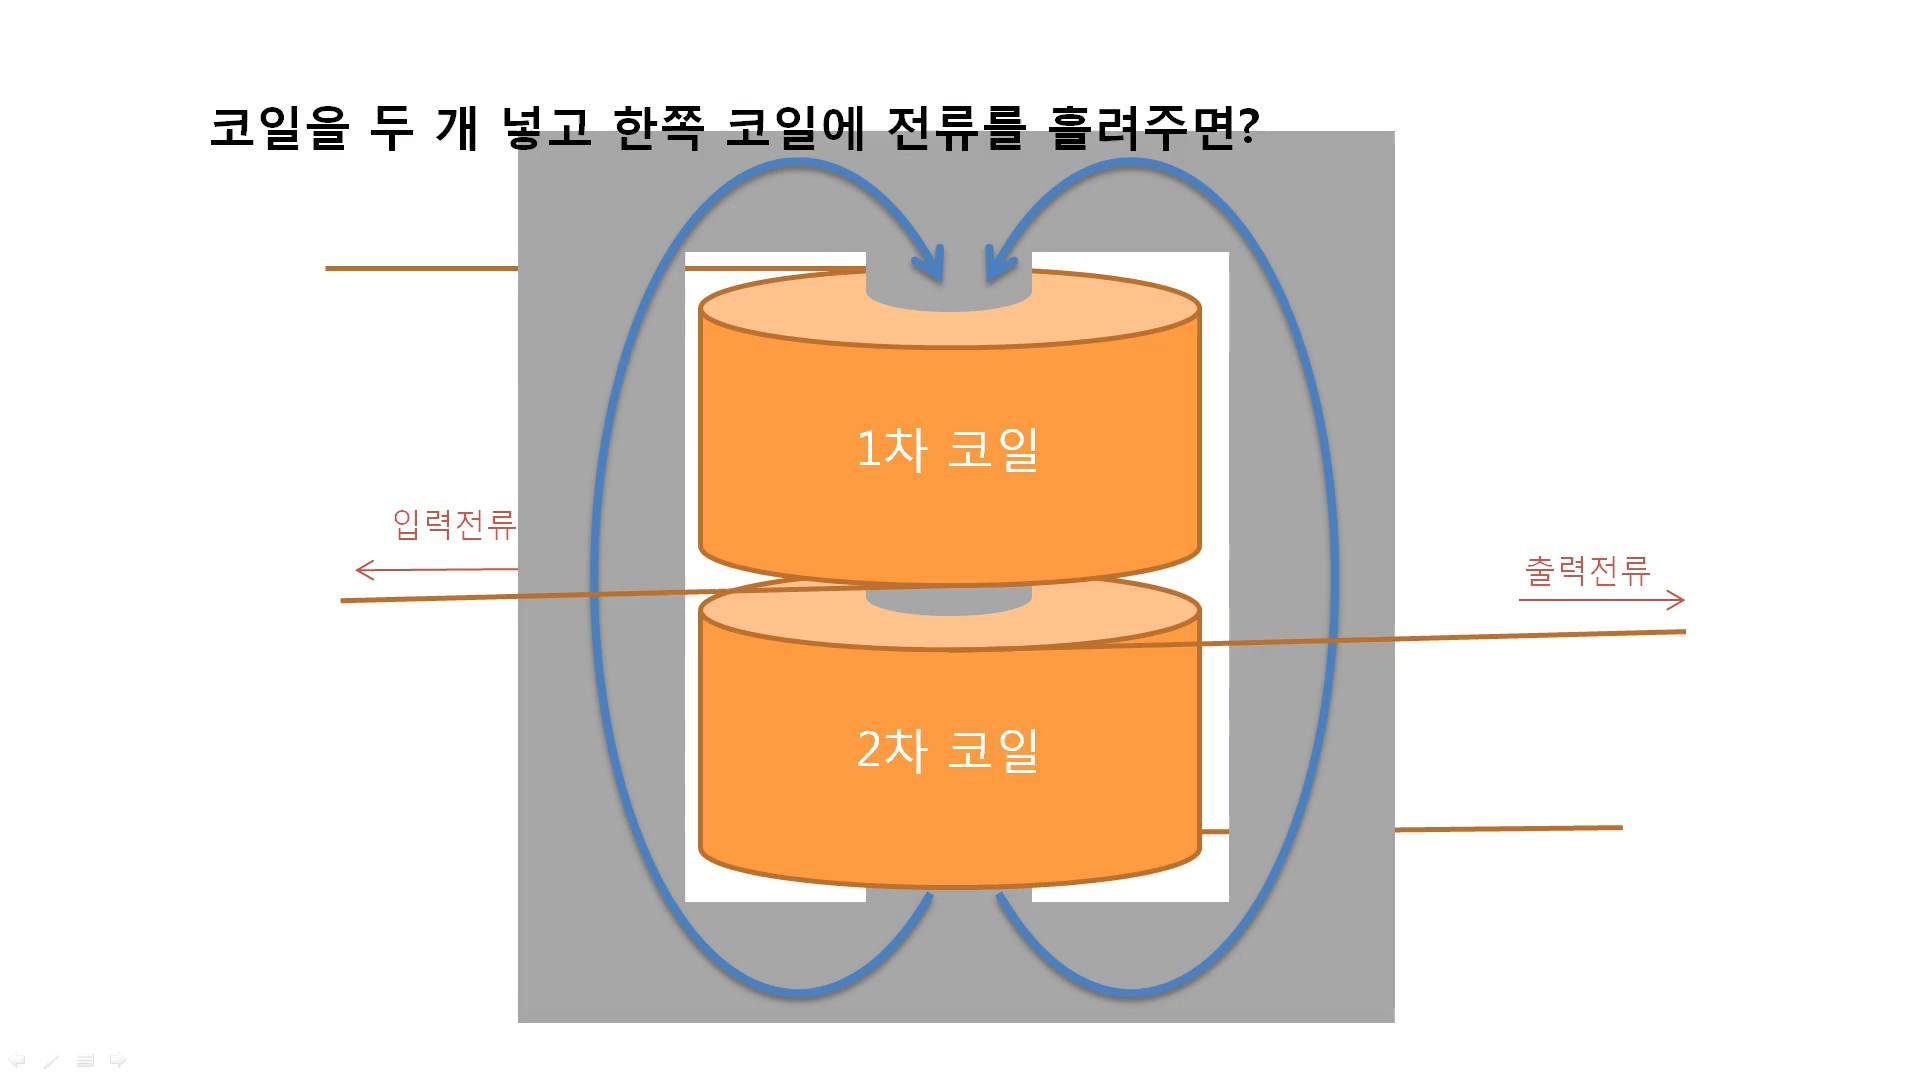 코일을 두 개 넣고 한쪽 코일에 전류를 흘려주면?
1차 코일
입력전류
출력전류
2차 코일